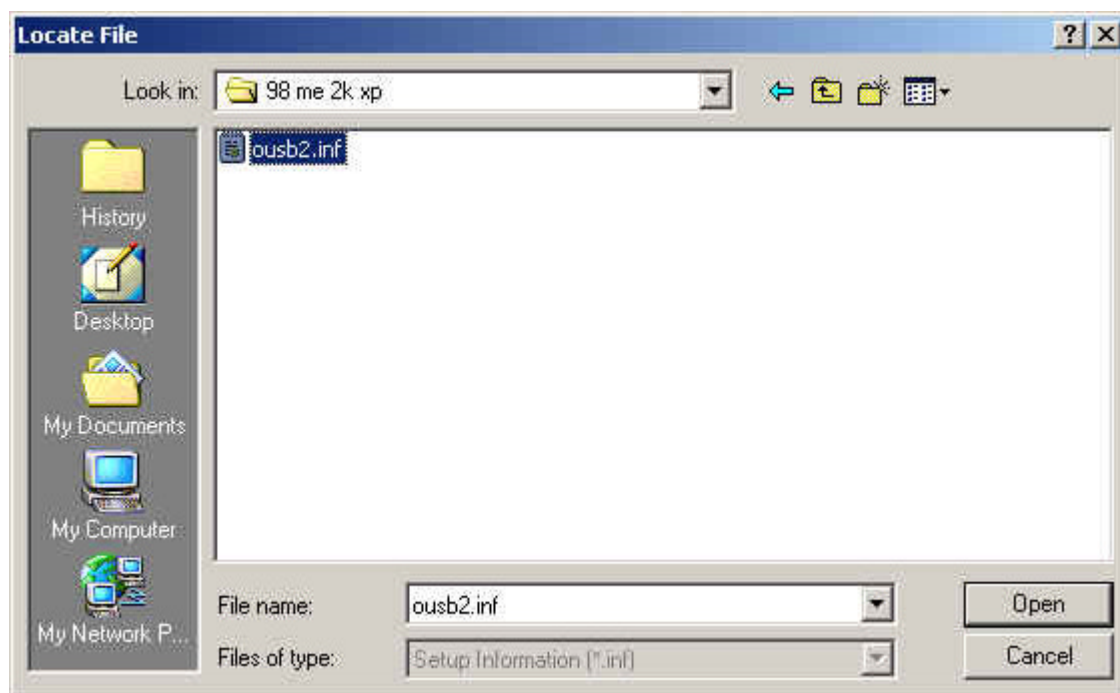 Locate File
Look in: 98 me 2k xp
ousb2.inf
History
Desktop
My Documents
My Computer
My Network P...
File name: ousb2.inf Open
Files of type: Setup Information (*.inf) Cancel